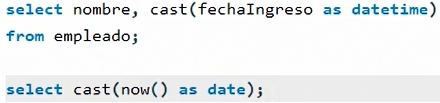 select nombre, cast(fechaIngreso as datetime)
from empleado;
select cast(now() as date);